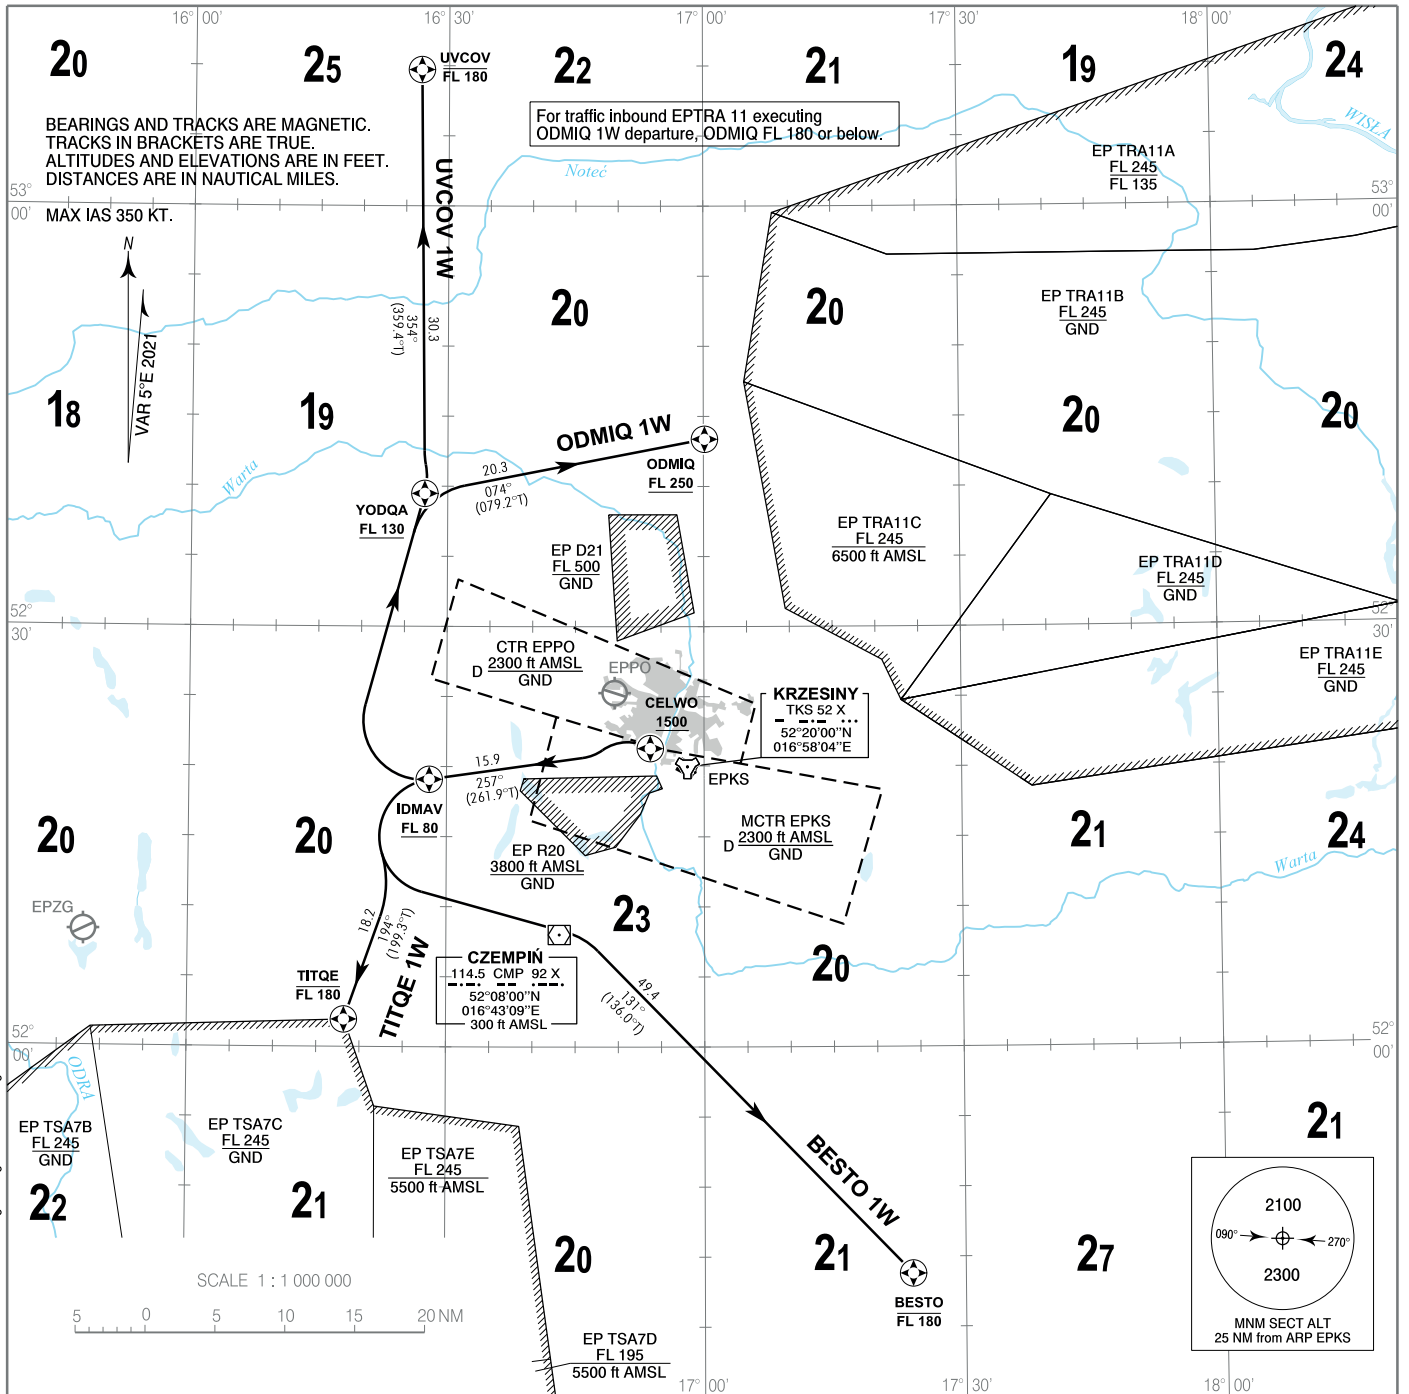 16° 00'
16° 30'
17° 00'
17° 30'
18° 00'
20
25
22
21
19
24
UVCOV
FL 180
BEARINGS AND TRACKS ARE MAGNETIC.
TRACKS IN BRACKETS ARE TRUE.
ALTITUDES AND ELEVATIONS ARE IN FEET.
DISTANCES ARE IN NAUTICAL MILES.
MAX IAS 350 KT.
For traffic inbound EPTRA 11 executing
ODMIQ 1W departure, ODMIQ FL 180 or below.
WISŁA
Noteć
EP TRA11A
FL 245
FL 135
53°
00'
53°
00'
N
VAR 5°E 2021
UVCOV 1W
30.3
354°
(359.4°T)
20
20
EP TRA11B
FL 245
GND
18
19
20
20
Warta
ODMIQ 1W
20.3
074°
(079.2°T)
ODMIQ
FL 250
YODQA
FL 130
EP D21
FL 500
GND
EP TRA11C
FL 245
6500 ft AMSL
EP TRA11D
FL 245
GND
52°
30'
52°
30'
CTR EPPO
D 2300 ft AMSL
GND
EPPO
EP TRA11E
FL 245
GND
CELWO
1500
KRZESINY
TKS 52 X
52°20'00''N
016°58'04''E
EPKS
15.9
257°
(261.9°T)
IDMAV
FL 80
20
20
EP R20
3800 ft AMSL
GND
MCTR EPKS
D 2300 ft AMSL
GND
21
24
Warta
EPZG
23
20
18.2
194°
(199.3°T)
TITQE 1W
TITQE
FL 180
CZEMPIŃ
114.5 CMP 92 X
52°08'00''N
016°43'09''E
300 ft AMSL
49.4
131°
(136.0°T)
52°
00'
52°
00'
ODRA
EP TSA7B
FL 245
GND
EP TSA7C
FL 245
GND
EP TSA7E
FL 245
5500 ft AMSL
22
21
20
BESTO 1W
21
27
21
BESTO
FL 180
EP TSA7D
FL 195
5500 ft AMSL
SCALE 1 : 1 000 000
5 0 5 10 15 20 NM
2100
090°
270°
2300
MNM SECT ALT
25 NM from ARP EPKS
17° 00'
17° 30'
18° 00'